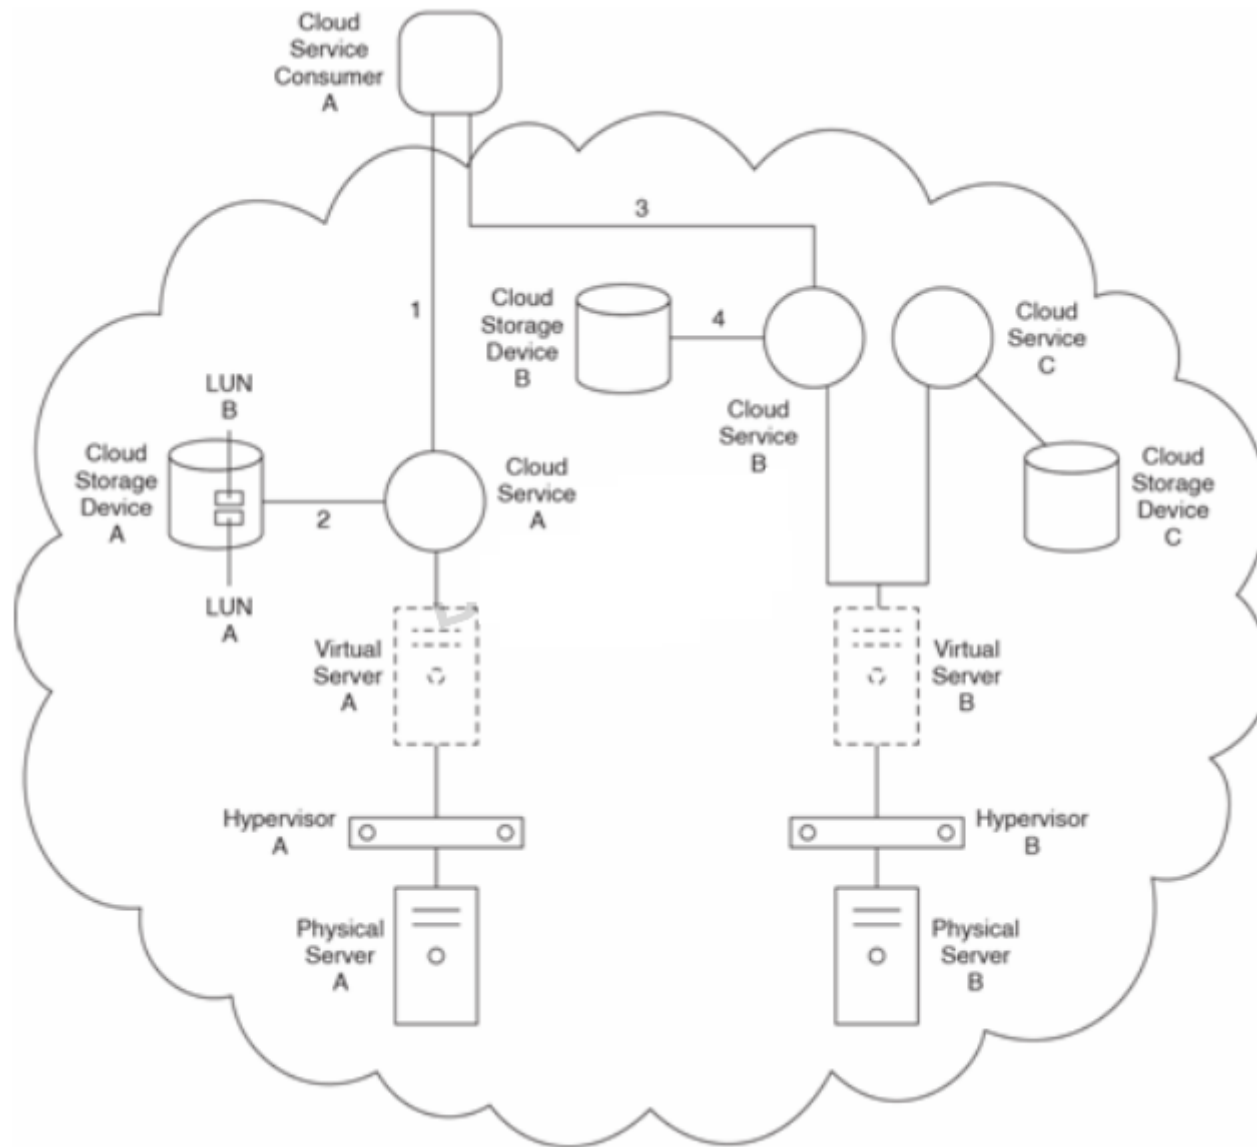 Cloud
Service
Consumer
A
3
1
Cloud
Storage
Device
B
4
Cloud
Service
C
LUN
B
Cloud
Service
B
Cloud
Storage
Device
A
2
Cloud
Service
A
Cloud
Storage
Device
C
LUN
A
Virtual
Server
A
Virtual
Server
B
Hypervisor
A
Hypervisor
B
Physical
Server
A
Physical
Server
B